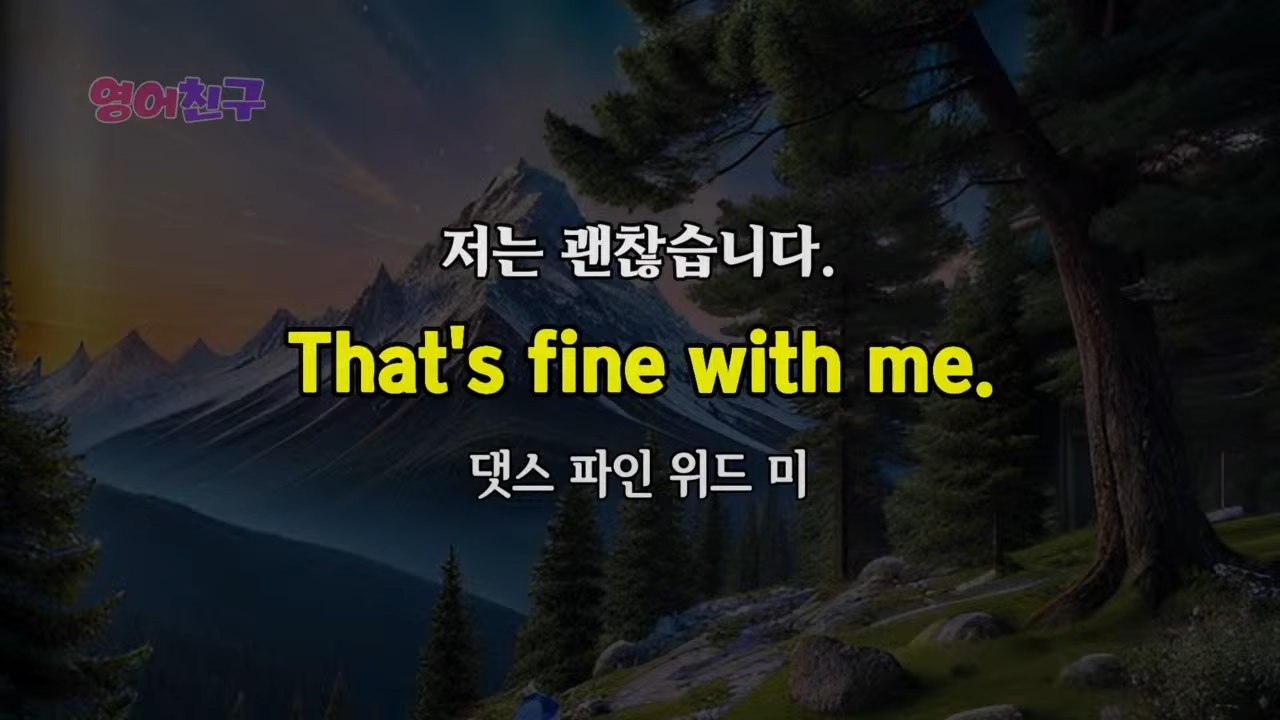 영어친구
저는 괜찮습니다.
That's fine with me.
댓스 파인 위드 미